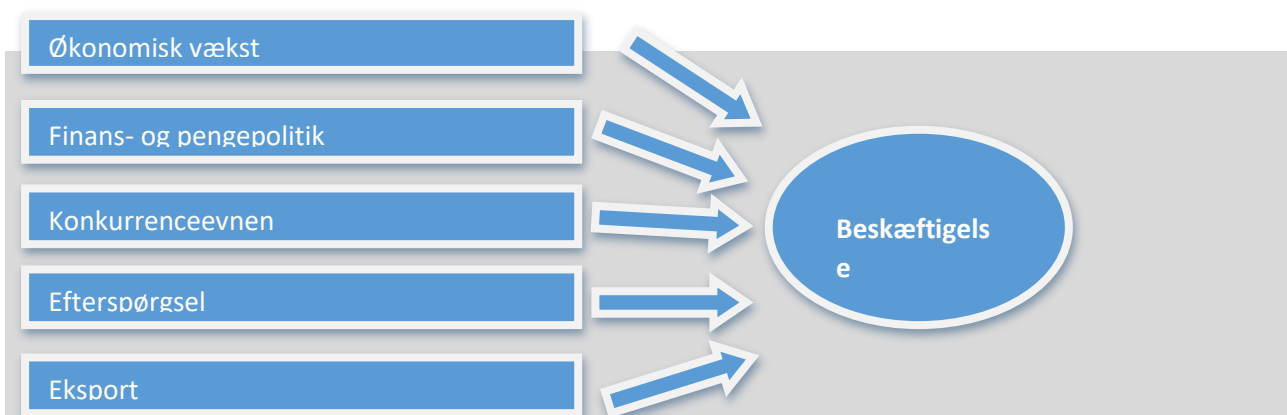 Økonomisk vækst
Finans- og pengepolitik
Konkurrenceevnen
Efterspørgsel
Eksport
Beskæftigels
e